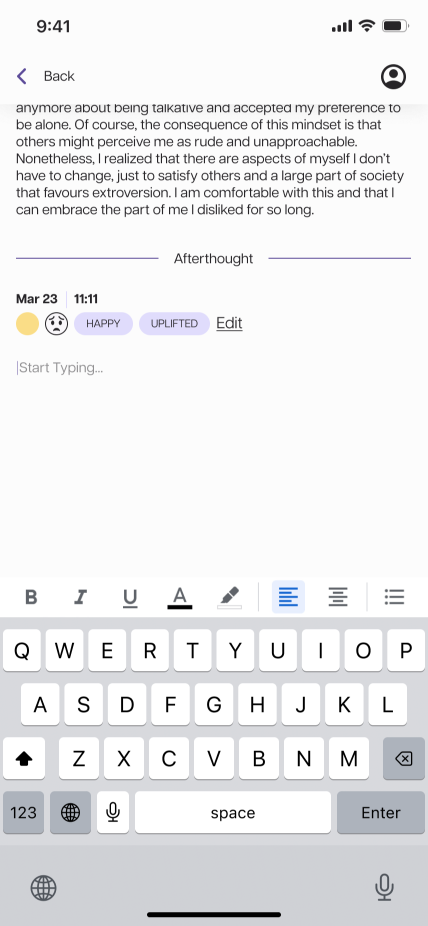 9:41
Back
anymore about being talkative and accepted my preference to
be alone. Of course, the consequence of this mindset is that
others might perceive me as rude and unapproachable.
Nonetheless, I realized that there are aspects of myself I don't
have to change, just to satisfy others and a large part of society
that favours extroversion. I am comfortable with this and that I
can embrace the part of me I disliked for so long.
Afterthought
Mar 23 11:11
HAPPY UPLIFTED Edit
Start Typing...
B I U A
Q W E R T Y U I O P
A S D F G H J K L
Z X C V B N M
123 space Enter